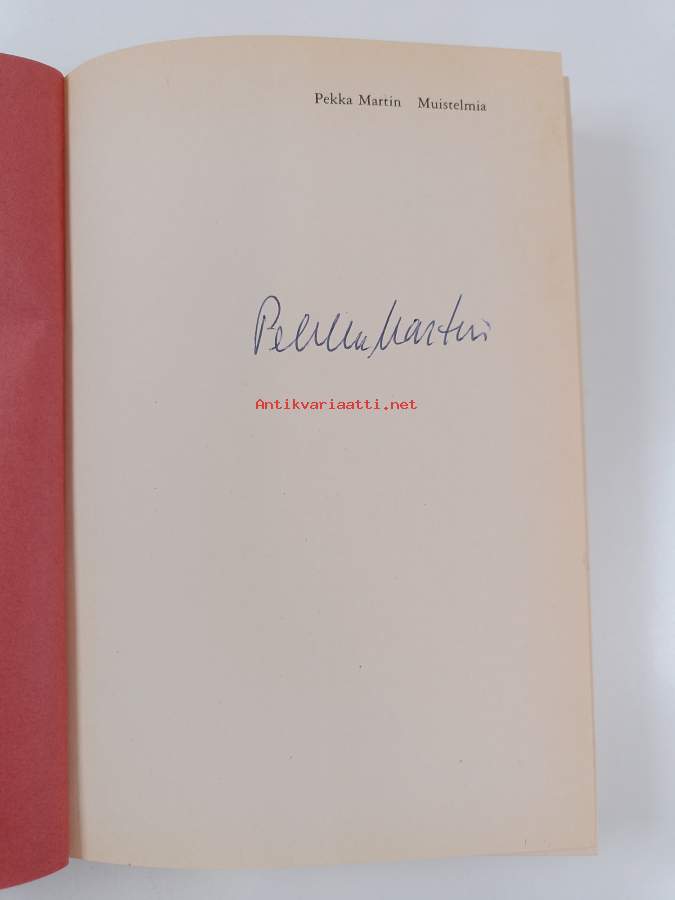 Pekka Martin Muistelmia
Pekka Martin
Antikvariaatti.net